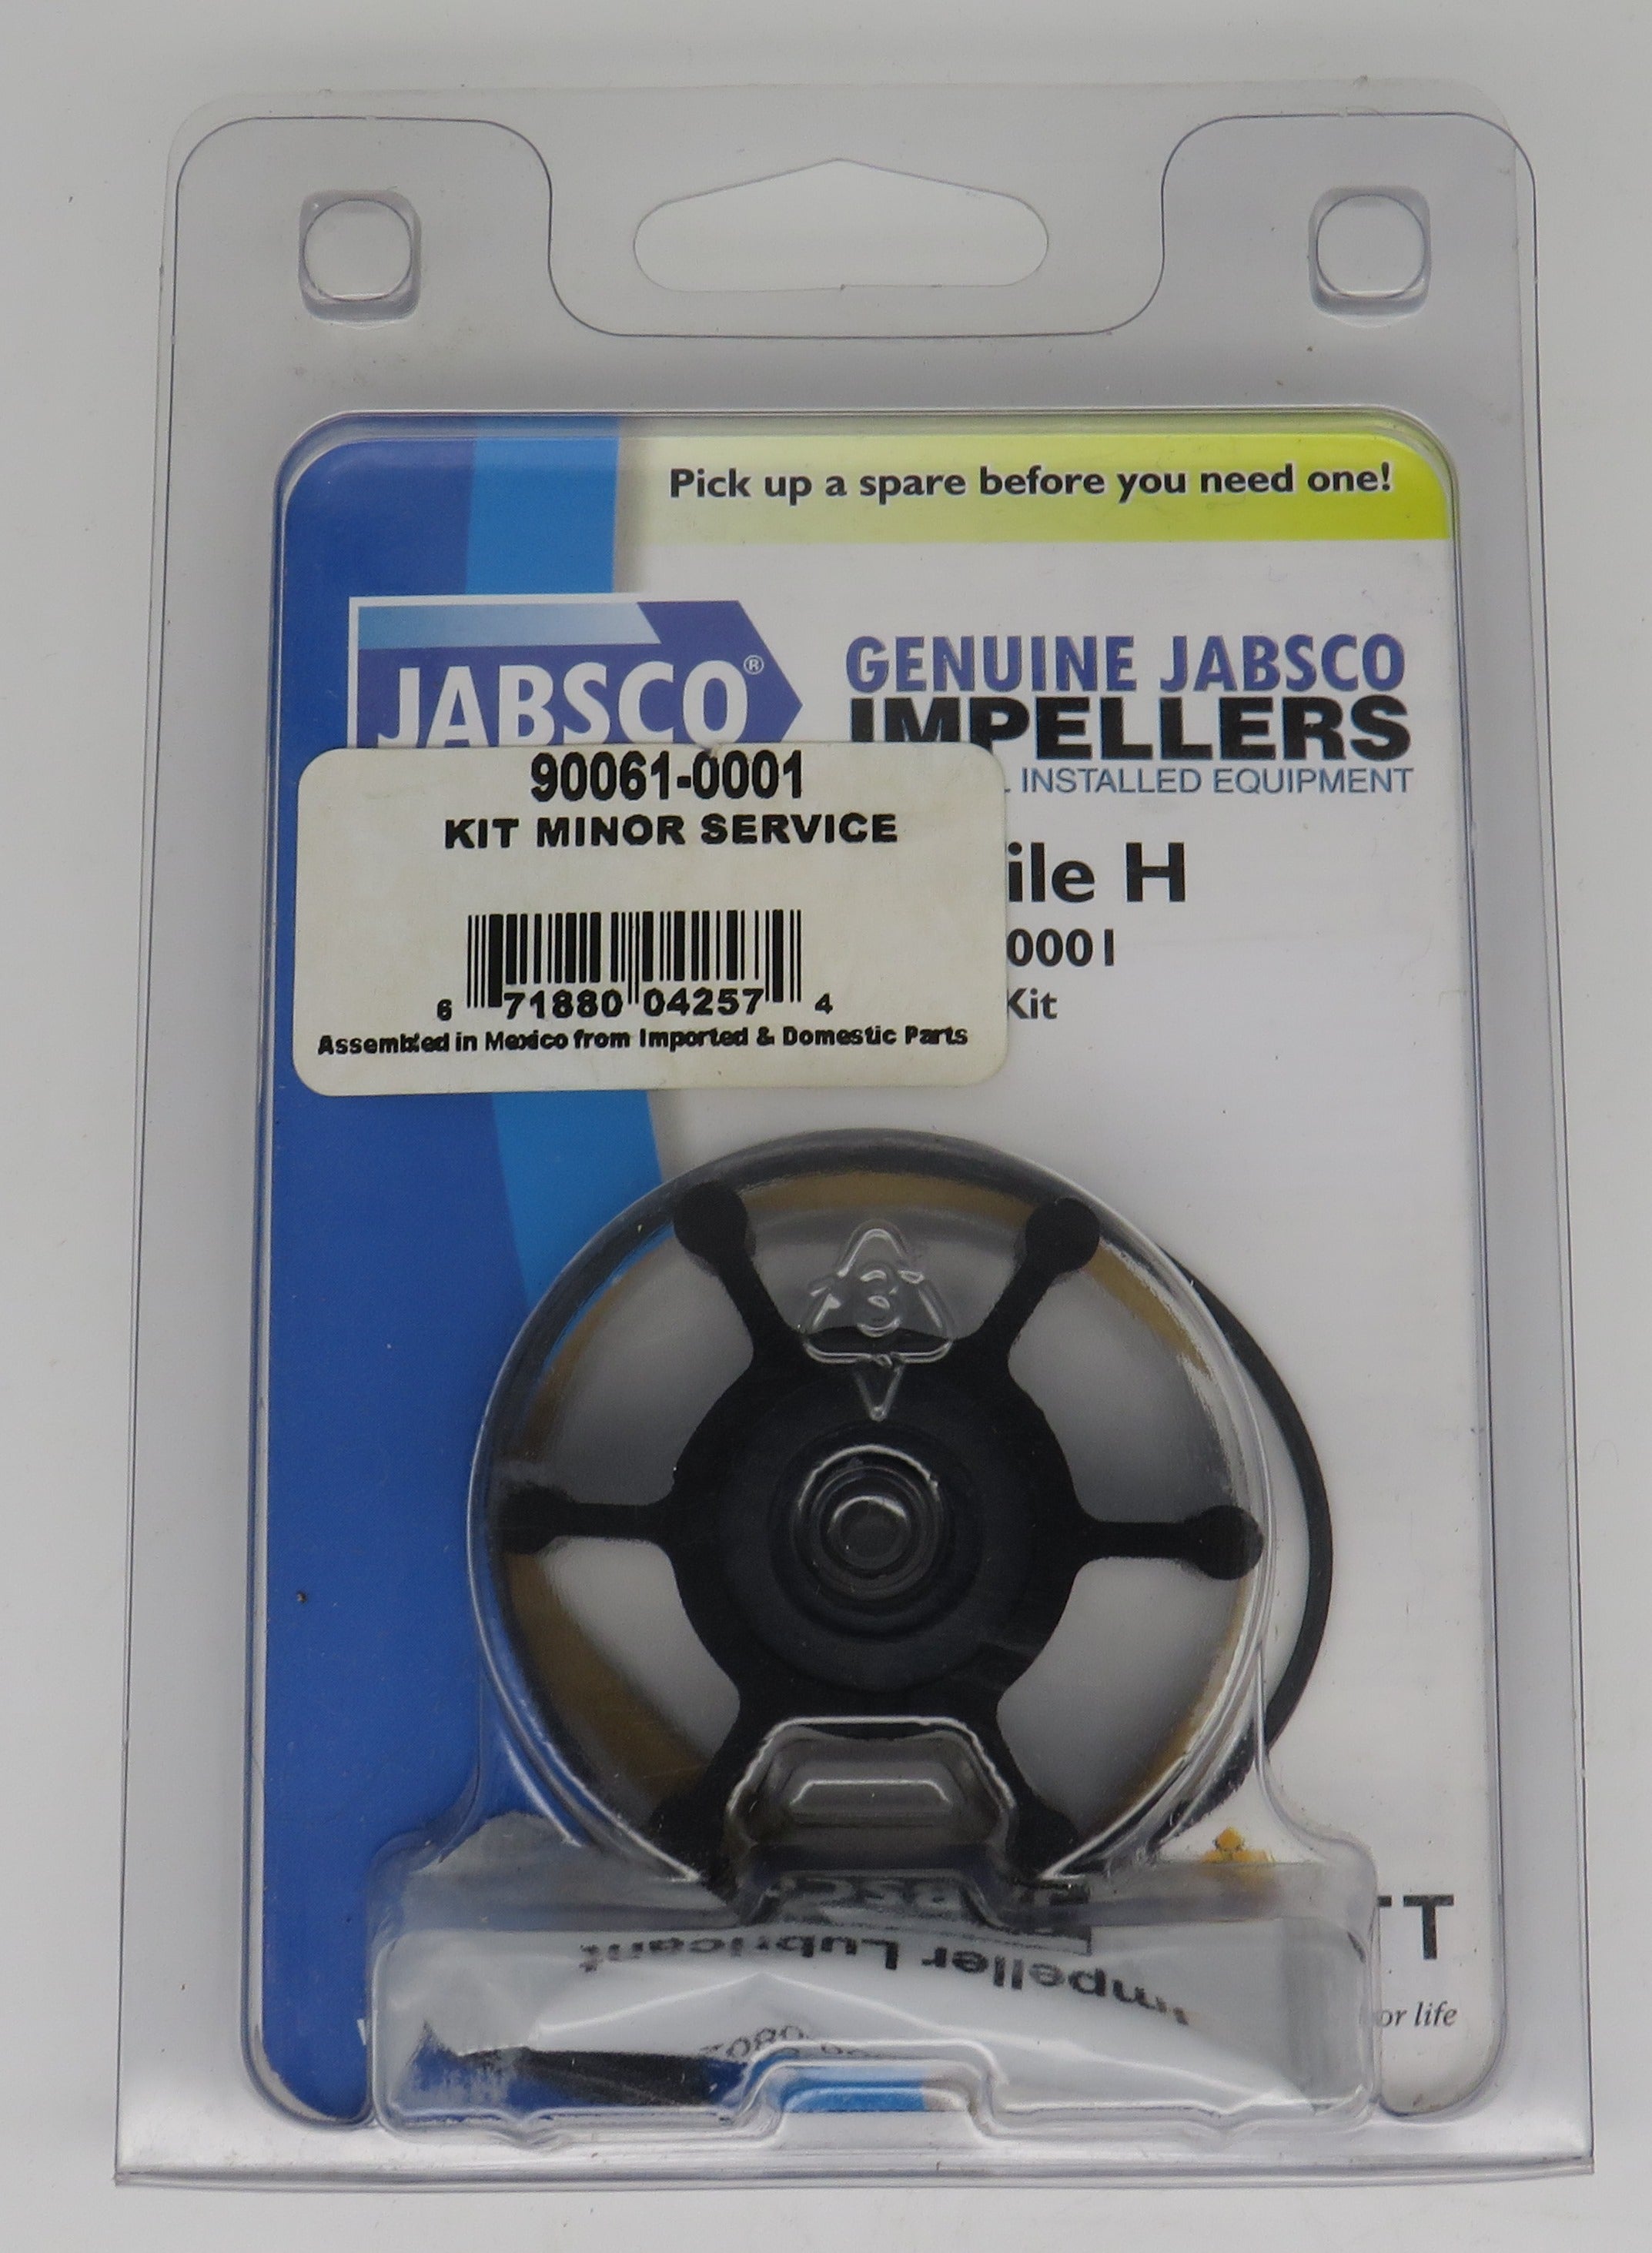 Pick up a spare before you need one!
JABSCO®
GENUINE JABSCO
IMPELLERS
INSTALLED EQUIPMENT
90061-0001
KIT MINOR SERVICE
6 71880 04257 4
Assembled in Mexico from Imported & Domestic Parts
ile H
0001
Kit
3
Impeller Lubricant
TT
or life